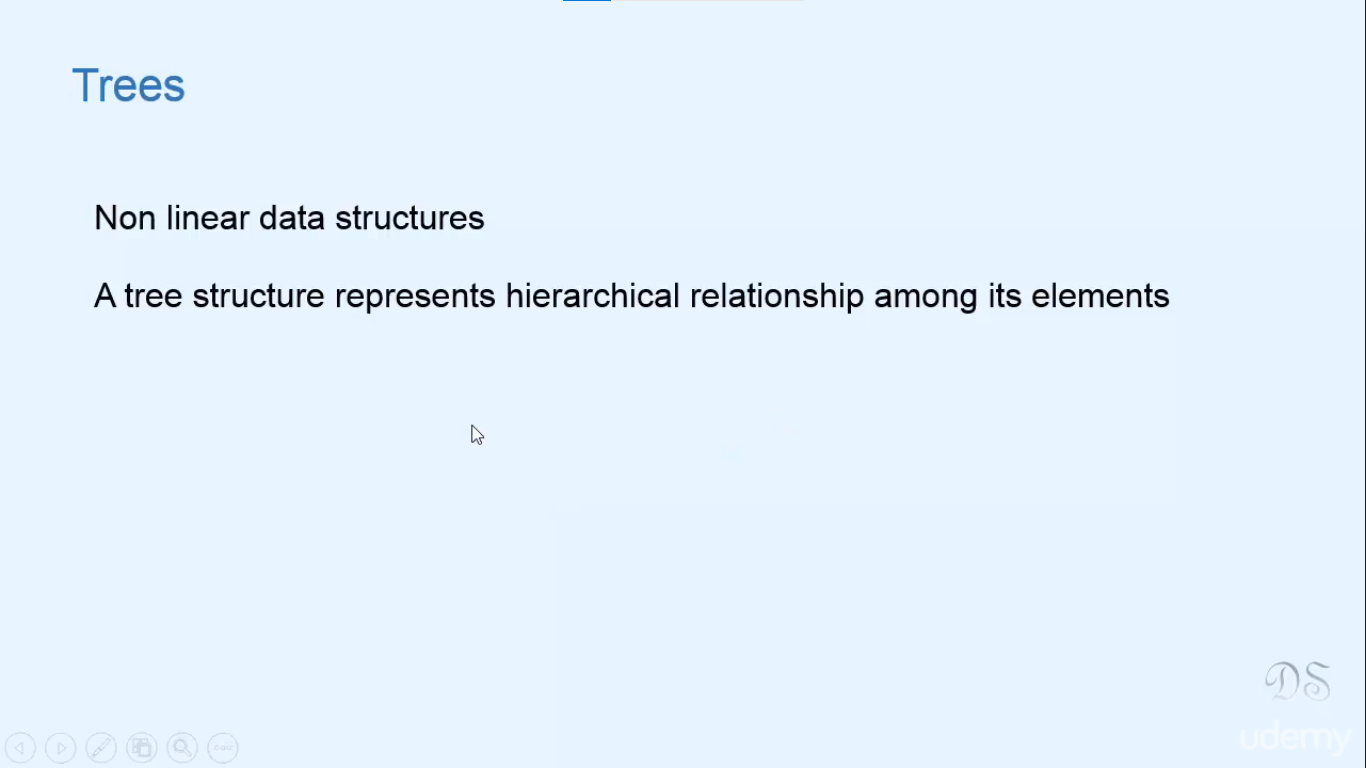 Trees
Non linear data structures
A tree structure represents hierarchical relationship among its elements
DS
udemy